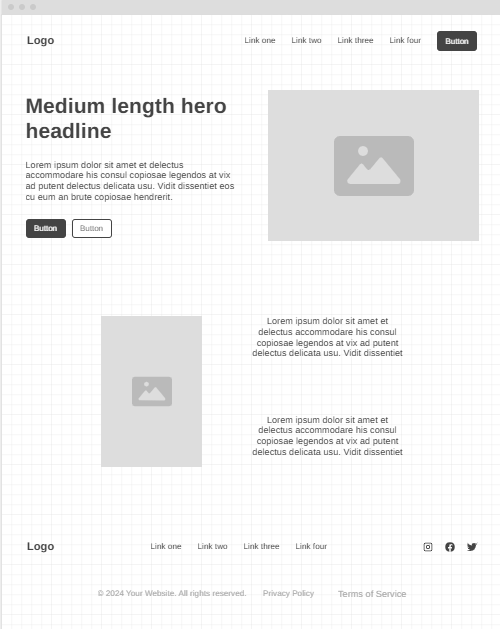 Logo
Link one Link two Link three Link four Button
Medium length hero
headline
Lorem ipsum dolor sit amet et delectus
accommodare his consul copiosae legendos at vix
ad putent delectus delicata usu. Vidit dissentiet eos
cu eum an brute copiosae hendrerit.
Button Button
Lorem ipsum dolor sit amet et
delectus accommodare his consul
copiosae legendos at vix ad putent
delectus delicata usu. Vidit dissentiet
Lorem ipsum dolor sit amet et
delectus accommodare his consul
copiosae legendos at vix ad putent
delectus delicata usu. Vidit dissentiet
Logo
Link one Link two Link three Link four
© 2024 Your Website. All rights reserved. Privacy Policy Terms of Service